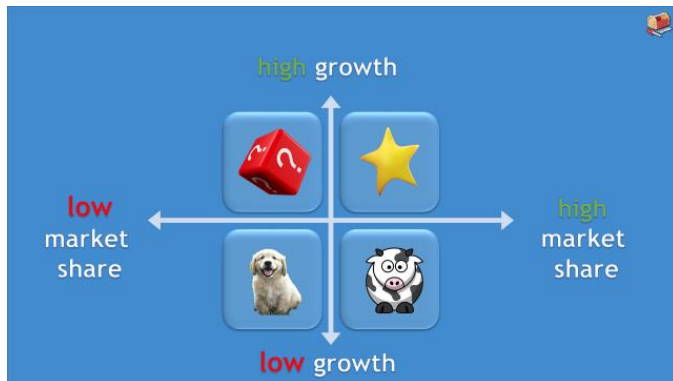 high growth
low
market
share
high
market
share
low growth
? ? ?